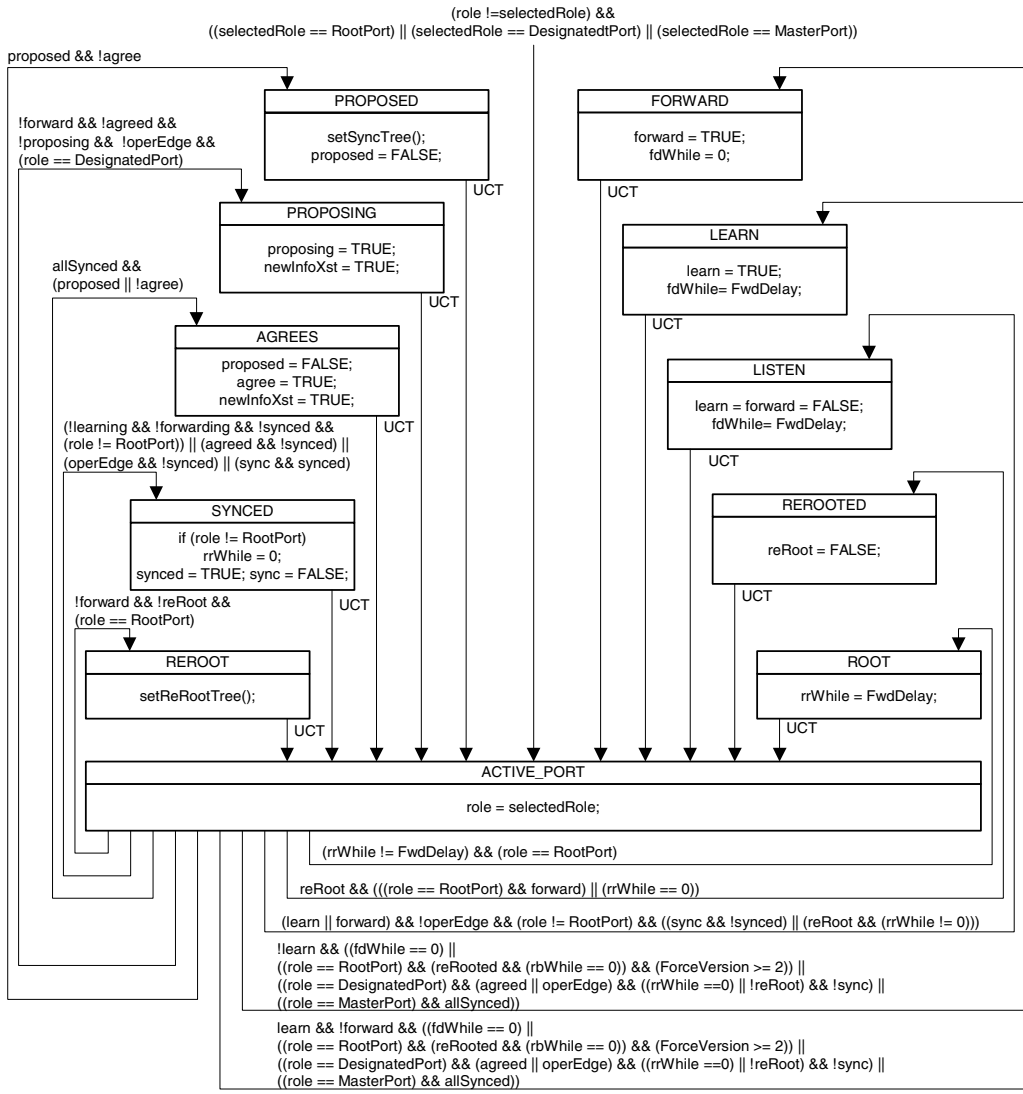 (role !=selectedRole) &&
((selectedRole == RootPort) || (selectedRole == DesignatedtPort) || (selectedRole == MasterPort))
proposed && !agree
PROPOSED
setSyncTree();
proposed = FALSE;
UCT
FORWARD
forward = TRUE;
fdWhile = 0;
UCT
!forward && !agreed &&
!proposing && !operEdge &&
(role == DesignatedPort)
PROPOSING
proposing = TRUE;
newInfoXst = TRUE;
UCT
LEARN
learn = TRUE;
fdWhile= FwdDelay;
UCT
allSynced &&
(proposed || !agree)
AGREES
proposed = FALSE;
agree = TRUE;
newInfoXst = TRUE;
UCT
LISTEN
learn = forward = FALSE;
fdWhile= FwdDelay;
UCT
(!learning && !forwarding && !synced &&
(role != RootPort)) || (agreed && !synced) ||
(operEdge && !synced) || (sync && synced)
SYNCED
if (role != RootPort)
rrWhile = 0;
synced = TRUE; sync = FALSE;
UCT
REROOTED
reRoot = FALSE;
UCT
!forward && !reRoot &&
(role == RootPort)
REROOT
setReRootTree();
UCT
ROOT
rrWhile = FwdDelay;
UCT
ACTIVE_PORT
role = selectedRole;
(rrWhile != FwdDelay) && (role == RootPort)
reRoot && (((role == RootPort) && forward) || (rrWhile == 0))
(learn || forward) && !operEdge && (role != RootPort) && ((sync && !synced) || (reRoot && (rrWhile != 0)))
!learn && ((fdWhile == 0) ||
((role == RootPort) && (reRooted && (rbWhile == 0)) && (ForceVersion >= 2)) ||
((role == DesignatedPort) && (agreed || operEdge) && ((rrWhile ==0) || !reRoot) && !sync) ||
((role == MasterPort) && allSynced))
learn && !forward && ((fdWhile == 0) ||
((role == RootPort) && (reRooted && (rbWhile == 0)) && (ForceVersion >= 2)) ||
((role == DesignatedPort) && (agreed || operEdge) && ((rrWhile ==0) || !reRoot) && !sync) ||
((role == MasterPort) && allSynced))